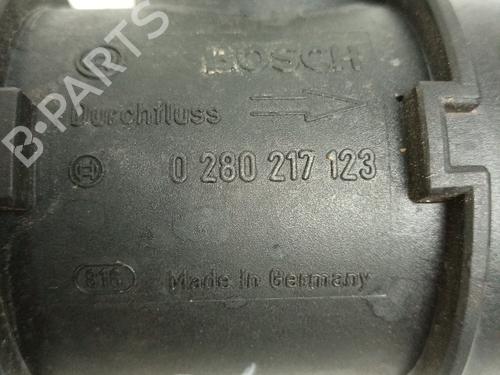 B-PARTS
BOSCH
Durchfluss
0 280 217 123
816
Made in Germany